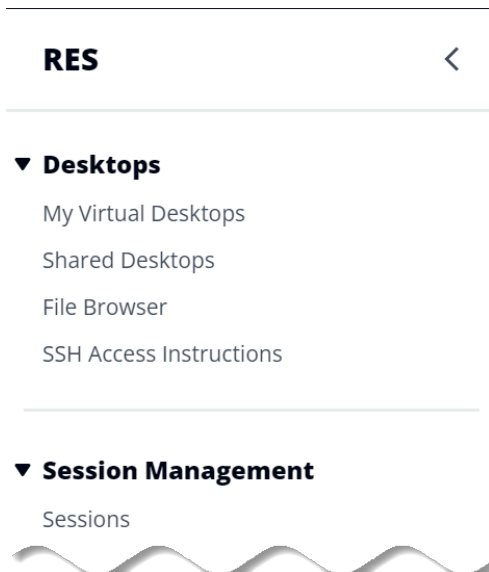 RES
Desktops
My Virtual Desktops
Shared Desktops
File Browser
SSH Access Instructions
Session Management
Sessions